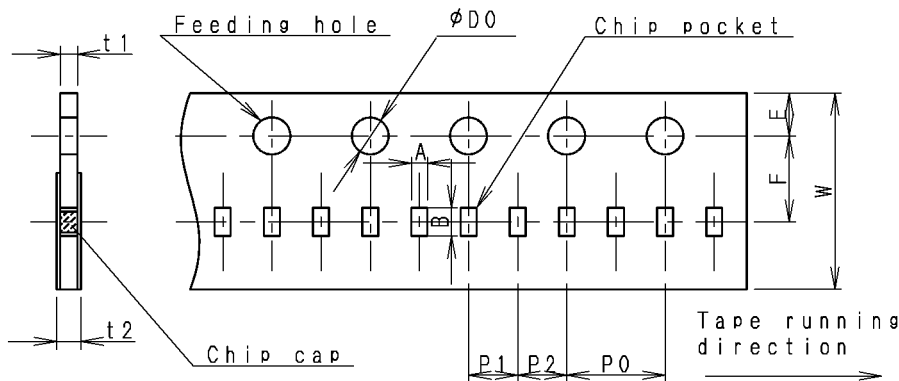 Feeding hole
φD0
Chip pocket
t1
A
B
E
F
W
t2
Chip cap
P1
P2
P0
Tape running
direction